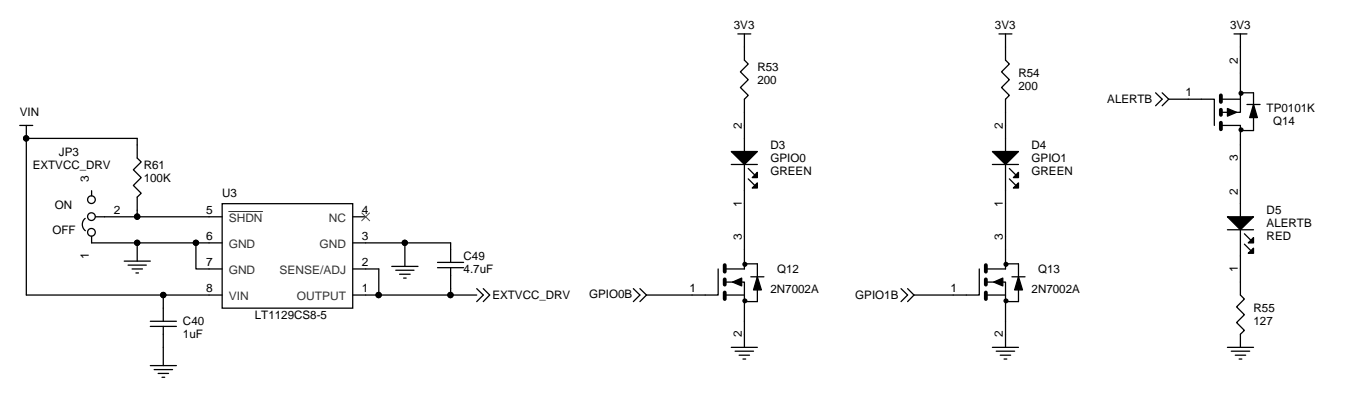 VIN
JP3
EXTVCC_DRV
3
ON
2
OFF
1
R61
100K
U3
5 SHDN NC 4
6 GND GND 3
7 GND SENSE/ADJ 2
8 VIN OUTPUT 1
LT1129CS8-5
C40
1uF
C49
4.7uF
EXTVCC_DRV
3V3
R53
200
2
D3
GPIO0
GREEN
1
3
Q12
2N7002A
GPIO0B
1
2
3V3
R54
200
2
D4
GPIO1
GREEN
1
3
Q13
2N7002A
GPIO1B
1
2
3V3
2
ALERTB
1
TP0101K
Q14
3
2
D5
ALERTB
RED
1
R55
127